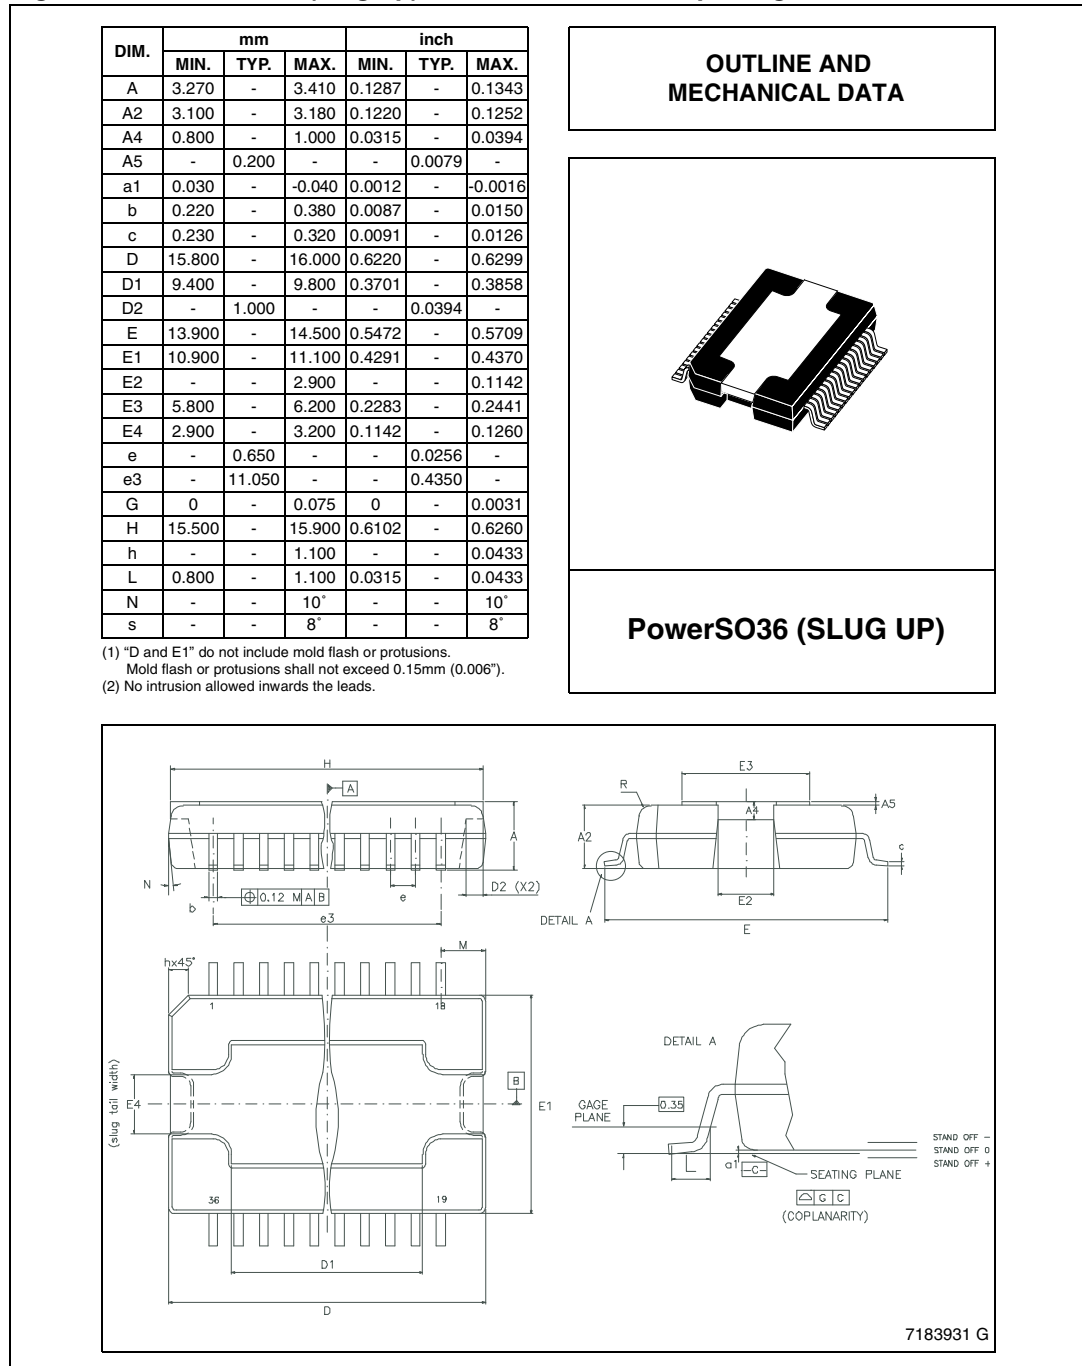 DIM. mm inch
MIN. TYP. MAX. MIN. TYP. MAX.
A 3.270 - 3.410 0.1287 - 0.1343
A2 3.100 - 3.180 0.1220 - 0.1252
A4 0.800 - 1.000 0.0315 - 0.0394
A5 - 0.200 - - 0.0079 -
a1 0.030 - -0.040 0.0012 - -0.0016
b 0.220 - 0.380 0.0087 - 0.0150
c 0.230 - 0.320 0.0091 - 0.0126
D 15.800 - 16.000 0.6220 - 0.6299
D1 9.400 - 9.800 0.3701 - 0.3858
D2 - 1.000 - - 0.0394 -
E 13.900 - 14.500 0.5472 - 0.5709
E1 10.900 - 11.100 0.4291 - 0.4370
E2 - - 2.900 - - 0.1142
E3 5.800 - 6.200 0.2283 - 0.2441
E4 2.900 - 3.200 0.1142 - 0.1260
e - 0.650 - - 0.0256 -
e3 - 11.050 - - 0.4350 -
G 0 - 0.075 0 - 0.0031
H 15.500 - 15.900 0.6102 - 0.6260
h - - 1.100 - - 0.0433
L 0.800 - 1.100 0.0315 - 0.0433
N - - 10˚ - - 10˚
s - - 8˚ - - 8˚
(1) “D and E1” do not include mold flash or protusions.
Mold flash or protusions shall not exceed 0.15mm (0.006”).
(2) No intrusion allowed inwards the leads.
OUTLINE AND
MECHANICAL DATA
PowerSO36 (SLUG UP)
H
A
A
N
b
0.12 M A B
e
D2 (X2)
e3
M
hx45°
1
18
(slug tail width)
E4
B
E1
36
19
D1
D
E3
R
A4
A5
A2
c
DETAIL A
E2
E
DETAIL A
GAGE
PLANE
0.35
L
a1
-C-
SEATING PLANE
G C
(COPLANARITY)
STAND OFF -
STAND OFF 0
STAND OFF +
7183931 G